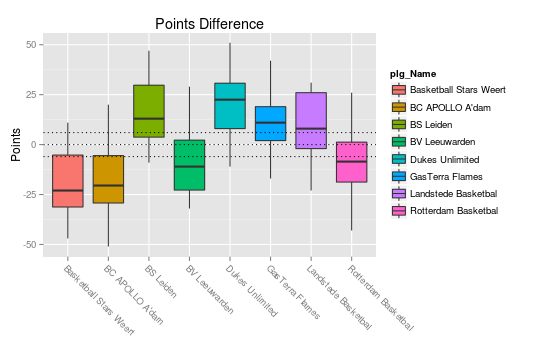 Points Difference
Points
50
25
0
-25
-50
Basketball Stars Weert
BC APOLLO A'dam
BS Leiden
BV Leeuwarden
Dukes Unlimited
GasTerra Flames
Landstede Basketbal
Rotterdam Basketbal
plg_Name
Basketball Stars Weert
BC APOLLO A'dam
BS Leiden
BV Leeuwarden
Dukes Unlimited
GasTerra Flames
Landstede Basketbal
Rotterdam Basketbal